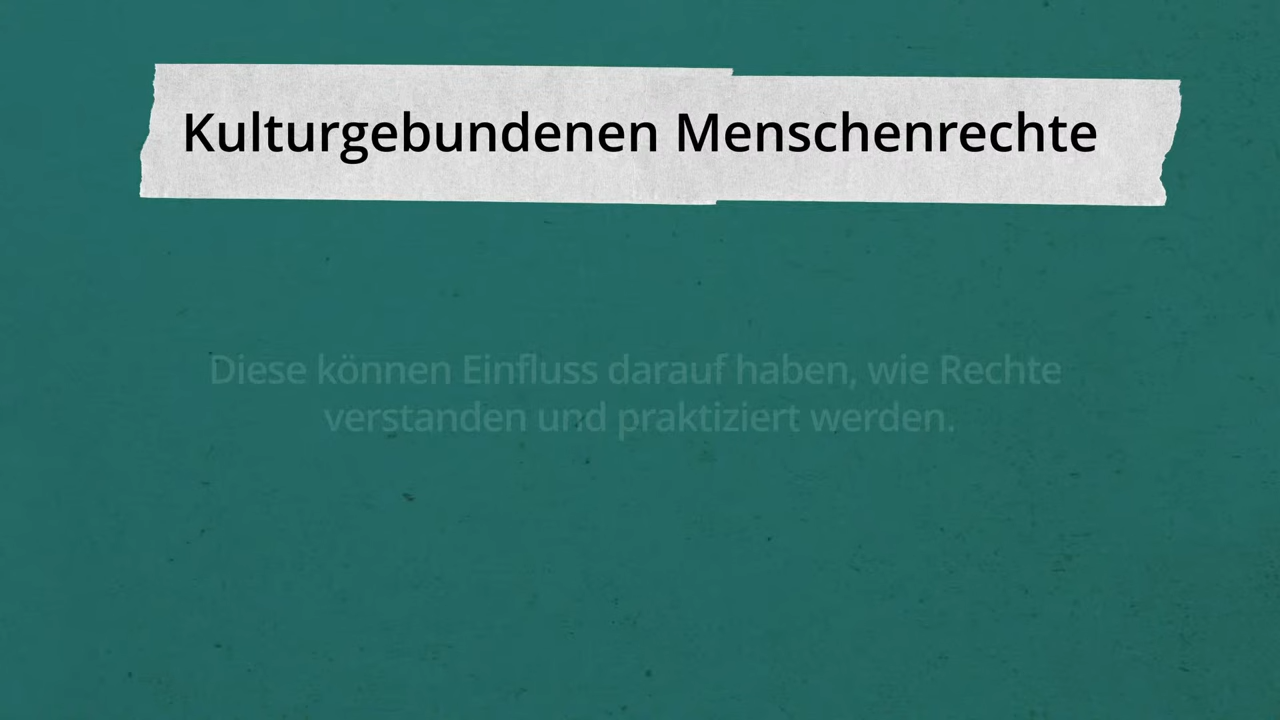 Kulturgebundenen Menschenrechte
Diese können Einfluss darauf haben, wie Rechte
verstanden und praktiziert werden.